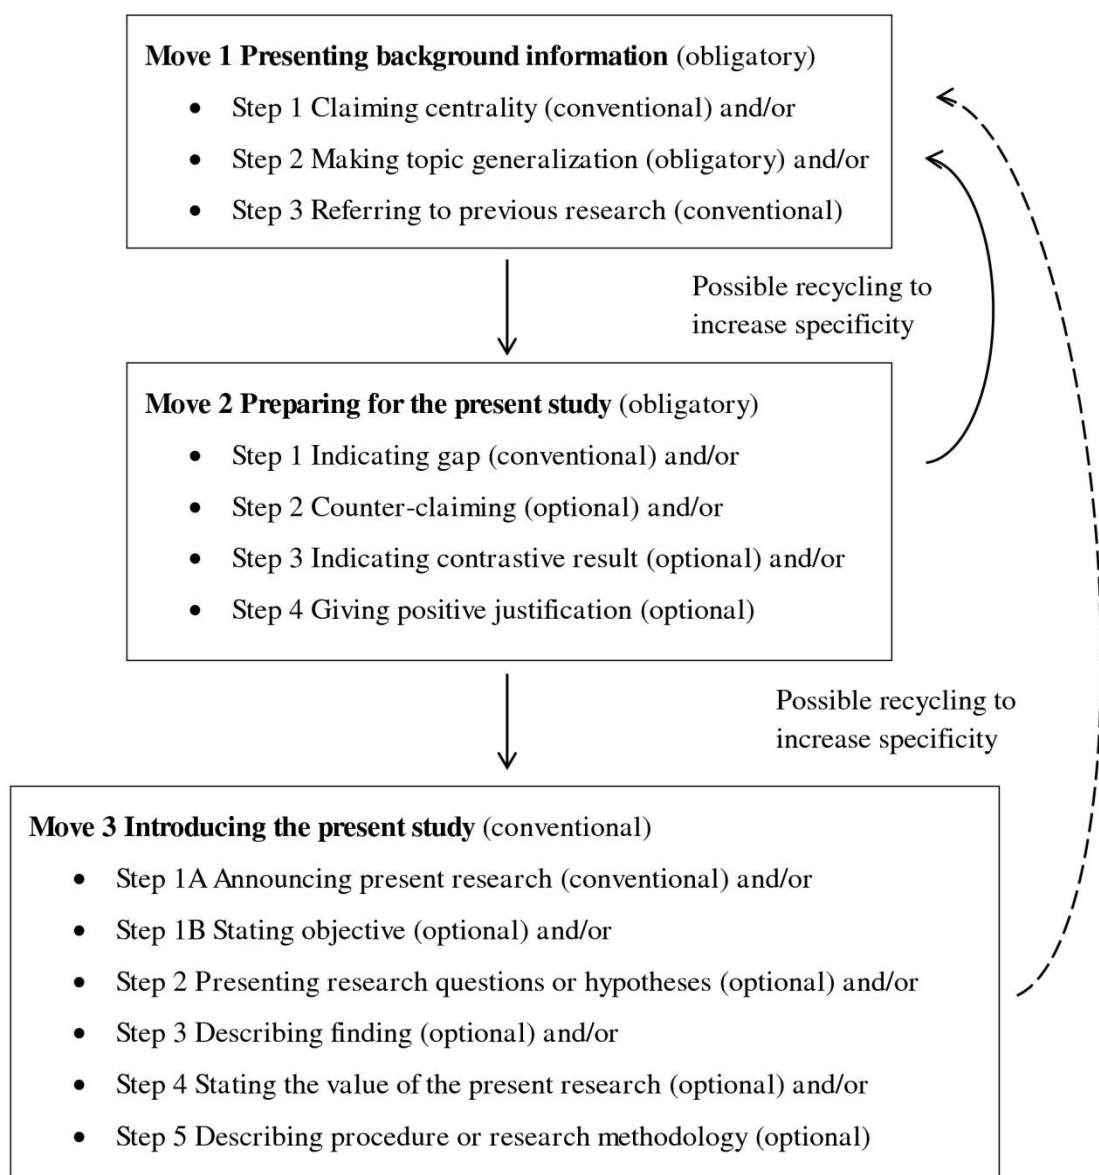 Move 1 Presenting background information (obligatory)
• Step 1 Claiming centrality (conventional) and/or
• Step 2 Making topic generalization (obligatory) and/or
• Step 3 Referring to previous research (conventional)
Possible recycling to
increase specificity
Move 2 Preparing for the present study (obligatory)
• Step 1 Indicating gap (conventional) and/or
• Step 2 Counter-claiming (optional) and/or
• Step 3 Indicating contrastive result (optional) and/or
• Step 4 Giving positive justification (optional)
Possible recycling to
increase specificity
Move 3 Introducing the present study (conventional)
• Step 1A Announcing present research (conventional) and/or
• Step 1B Stating objective (optional) and/or
• Step 2 Presenting research questions or hypotheses (optional) and/or
• Step 3 Describing finding (optional) and/or
• Step 4 Stating the value of the present research (optional) and/or
• Step 5 Describing procedure or research methodology (optional)